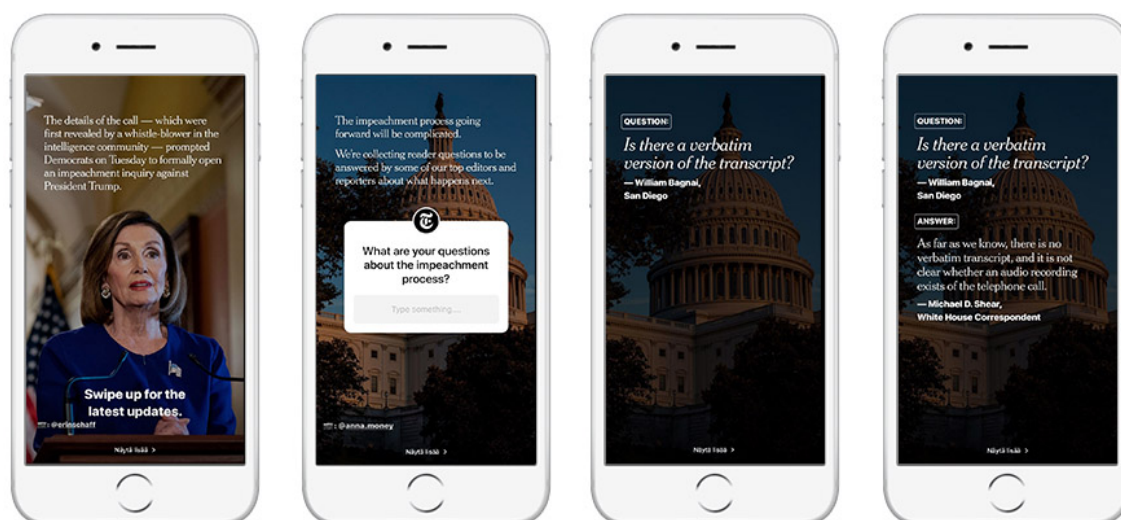 The details of the call — which were
first revealed by a whistle-blower in the
intelligence community — prompted
Democrats on Tuesday to formally open
an impeachment inquiry against
President Trump.
Swipe up for the
latest updates.
: @erinschaff
Näytä lisää >
The impeachment process going
forward will be complicated.
We're collecting reader questions to be
answered by some of our top editors and
reporters about what happens next.
T
What are your questions
about the impeachment
process?
Type something...
: @anna.money
Näytä lisää >
QUESTION:
Is there a verbatim
version of the transcript?
— William Bagnai,
San Diego
Näytä lisää >
QUESTION:
Is there a verbatim
version of the transcript?
— William Bagnai,
San Diego
ANSWER:
As far as we know, there is no
verbatim transcript, and it is not
clear whether an audio recording
exists of the telephone call.
— Michael D. Shear,
White House Correspondent
Näytä lisää >